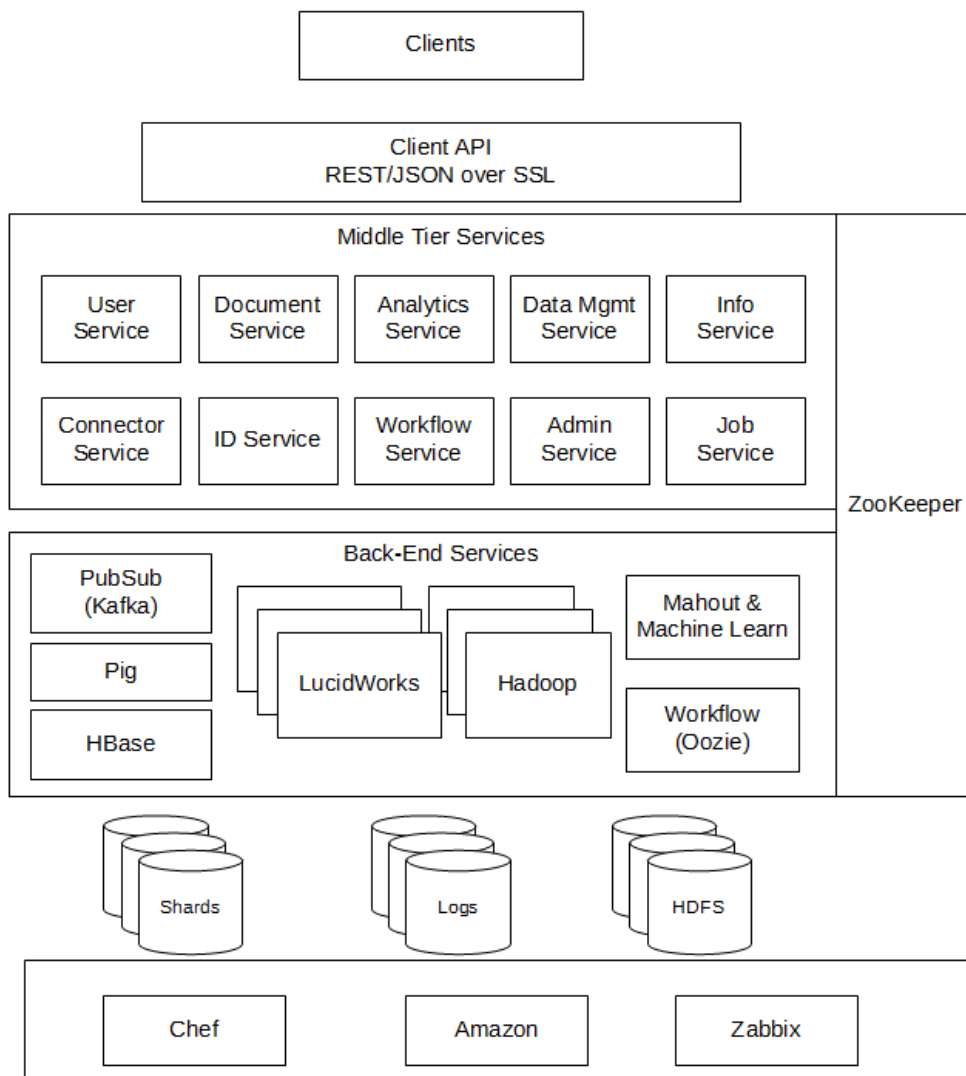 Clients
Client API
REST/JSON over SSL
Middle Tier Services
User
Service
Document
Service
Analytics
Service
Data Mgmt
Service
Info
Service
Connector
Service
ID Service
Workflow
Service
Admin
Service
Job
Service
ZooKeeper
Back-End Services
PubSub
(Kafka)
Pig
HBase
LucidWorks
Hadoop
Mahout &
Machine Learn
Workflow
(Oozie)
Shards
Logs
HDFS
Chef
Amazon
Zabbix